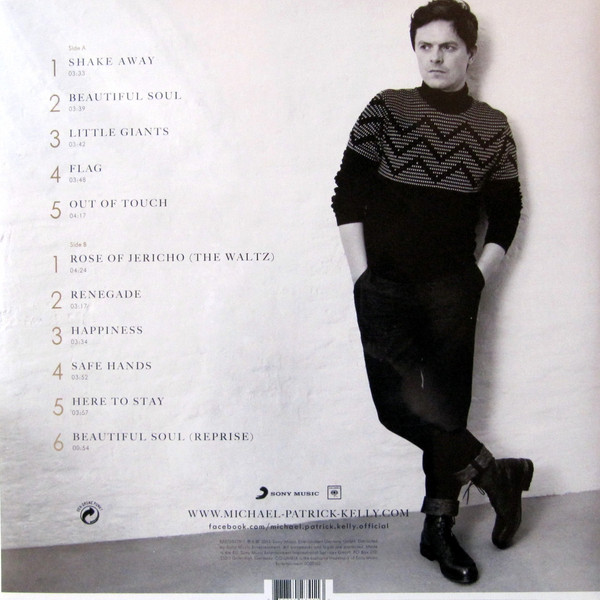 Side A
1 SHAKE AWAY
03:33
2 BEAUTIFUL SOUL
03:39
3 LITTLE GIANTS
03:42
4 FLAG
03:48
5 OUT OF TOUCH
04:17
Side B
1 ROSE OF JERICHO (THE WALTZ)
04:24
2 RENEGADE
03:17
3 HAPPINESS
03:34
4 SAFE HANDS
03:52
5 HERE TO STAY
03:57
6 BEAUTIFUL SOUL (REPRISE)
00:54
SONY MUSIC
WWW.MICHAEL-PATRICK-KELLY.COM
facebook.com/michael.patrick.kelly.official